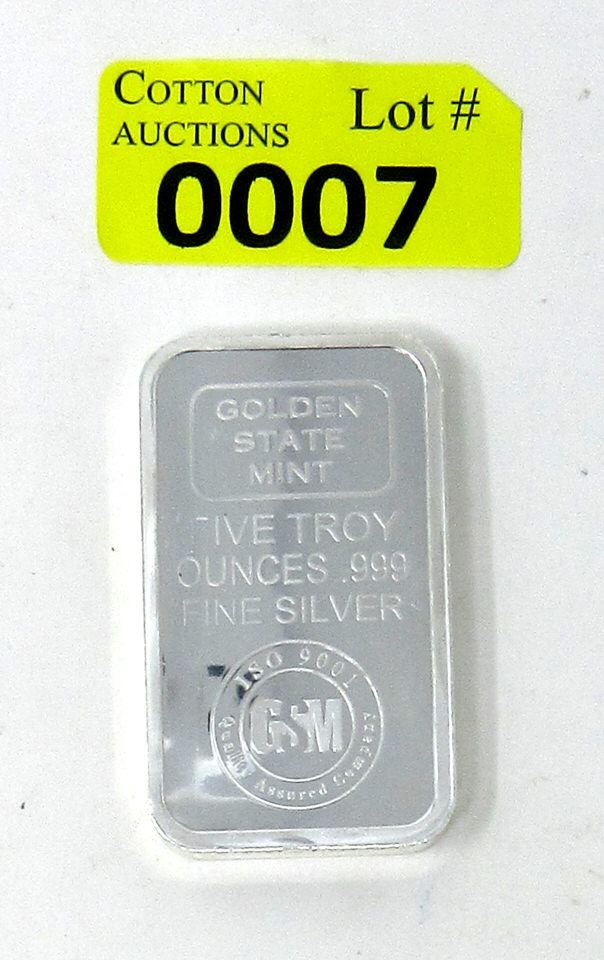 COTTON
AUCTIONS
Lot #
0007
GOLDEN
STATE
MINT
FIVE TROY
OUNCES .999
FINE SILVER
ISO 9001
GSM
Quality Assured Company